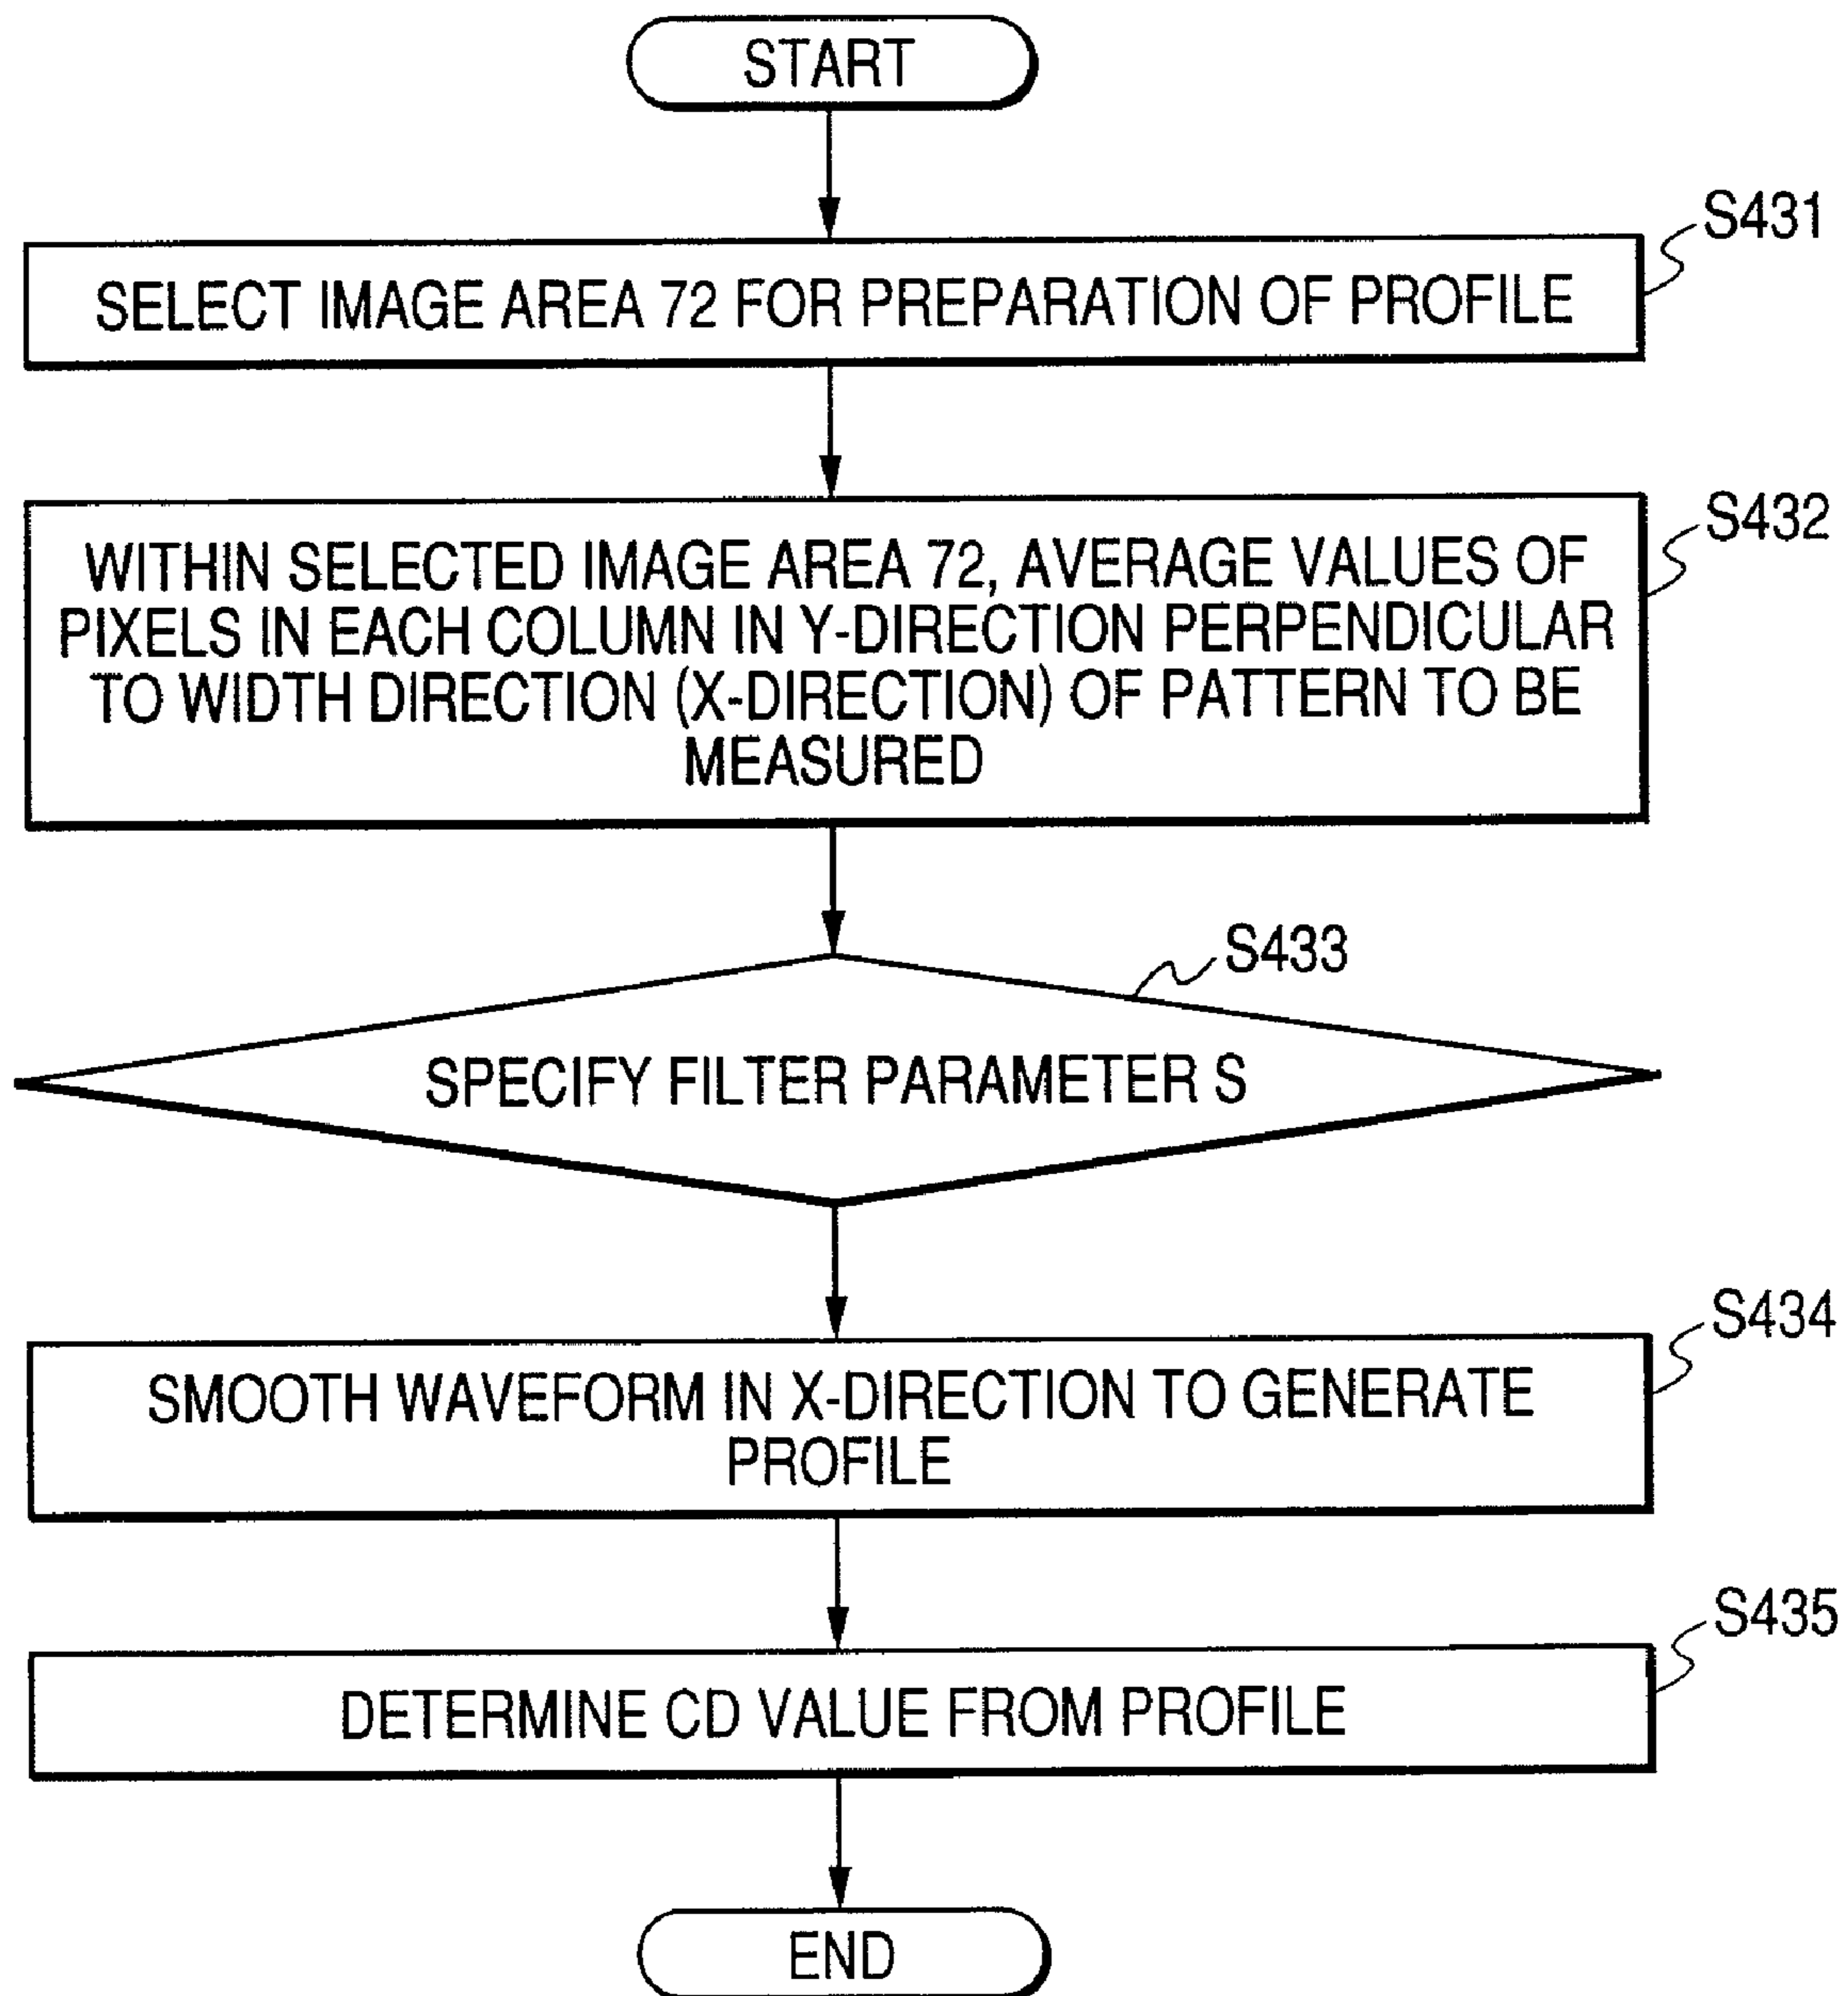 START
S431
SELECT IMAGE AREA 72 FOR PREPARATION OF PROFILE
S432
WITHIN SELECTED IMAGE AREA 72, AVERAGE VALUES OF
PIXELS IN EACH COLUMN IN Y-DIRECTION PERPENDICULAR
TO WIDTH DIRECTION (X-DIRECTION) OF PATTERN TO BE
MEASURED
S433
SPECIFY FILTER PARAMETER S
S434
SMOOTH WAVEFORM IN X-DIRECTION TO GENERATE
PROFILE
S435
DETERMINE CD VALUE FROM PROFILE
END